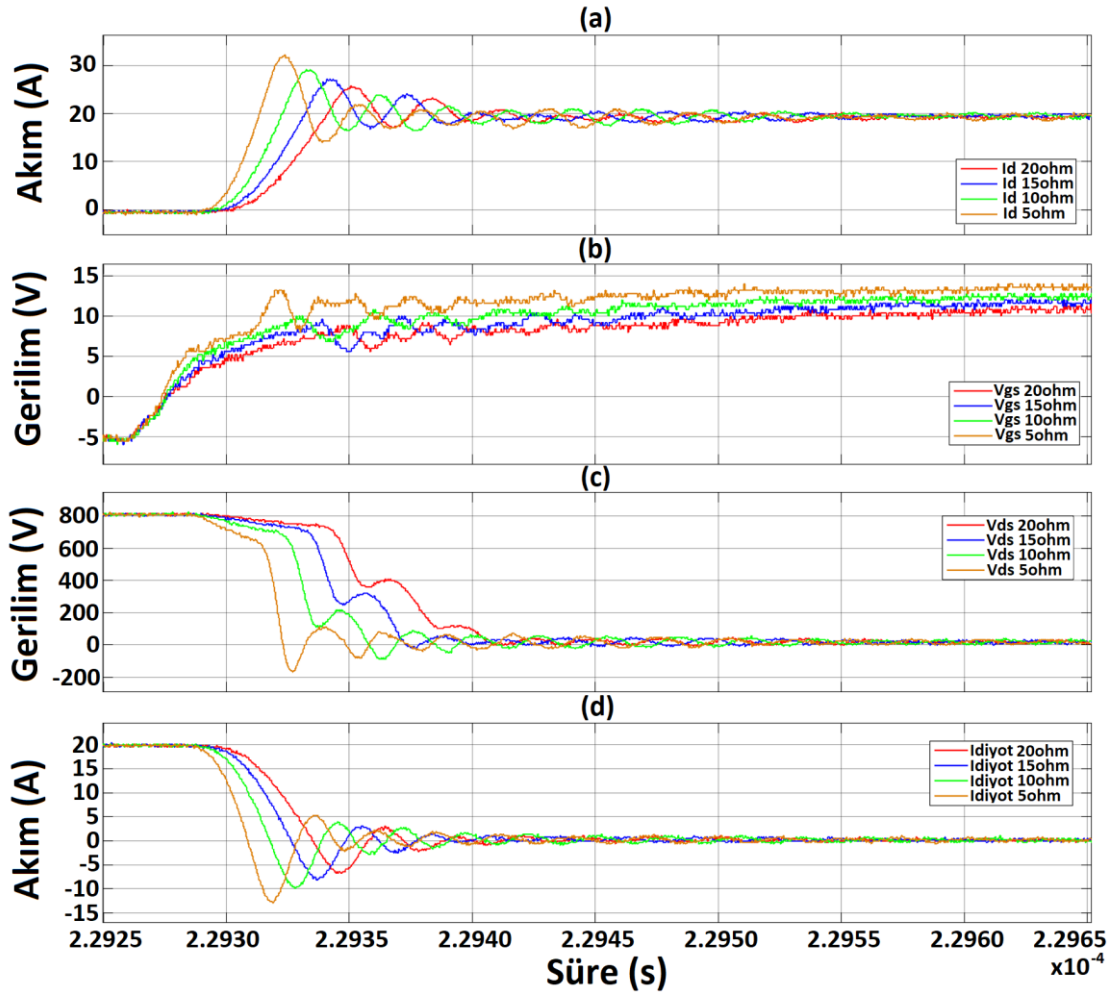 (a)
Akım (A)
30
20
10
0
Id 20ohm
Id 15ohm
Id 10ohm
Id 5ohm
(b)
Gerilim (V)
15
10
5
0
-5
Vgs 20ohm
Vgs 15ohm
Vgs 10ohm
Vgs 5ohm
(c)
Gerilim (V)
800
600
400
200
0
-200
Vds 20ohm
Vds 15ohm
Vds 10ohm
Vds 5ohm
(d)
Akım (A)
20
15
10
5
0
-5
-10
-15
Idiyot 20ohm
Idiyot 15ohm
Idiyot 10ohm
Idiyot 5ohm
2.2925 2.2930 2.2935 2.2940 2.2945 2.2950 2.2955 2.2960 2.2965
Süre (s)
x10-4